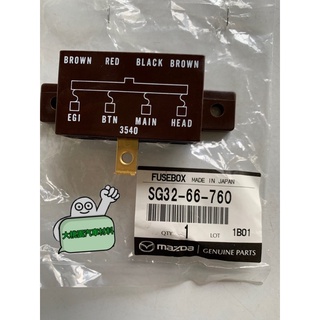 BROWN RED BLACK BROWN
EGI BTN MAIN HEAD
3540
FUSEBOX MADE IN JAPAN
SG32-66-760
QTY 1 LOT 1B01
mazda GENUINE PARTS